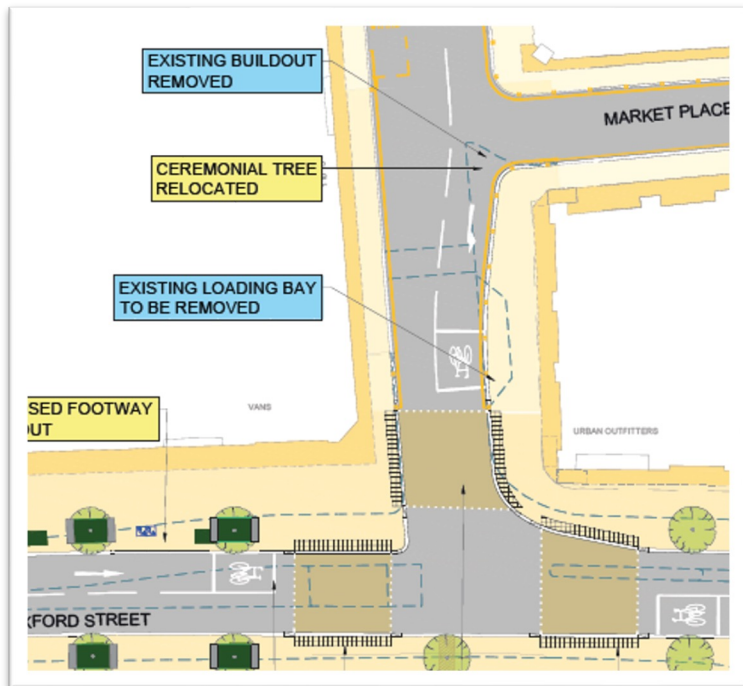 EXISTING BUILDOUT
REMOVED
MARKET PLACE
CEREMONIAL TREE
RELOCATED
EXISTING LOADING BAY
TO BE REMOVED
SED FOOTWAY
OUT
VANS
URBAN OUTFITTERS
XFORD STREET